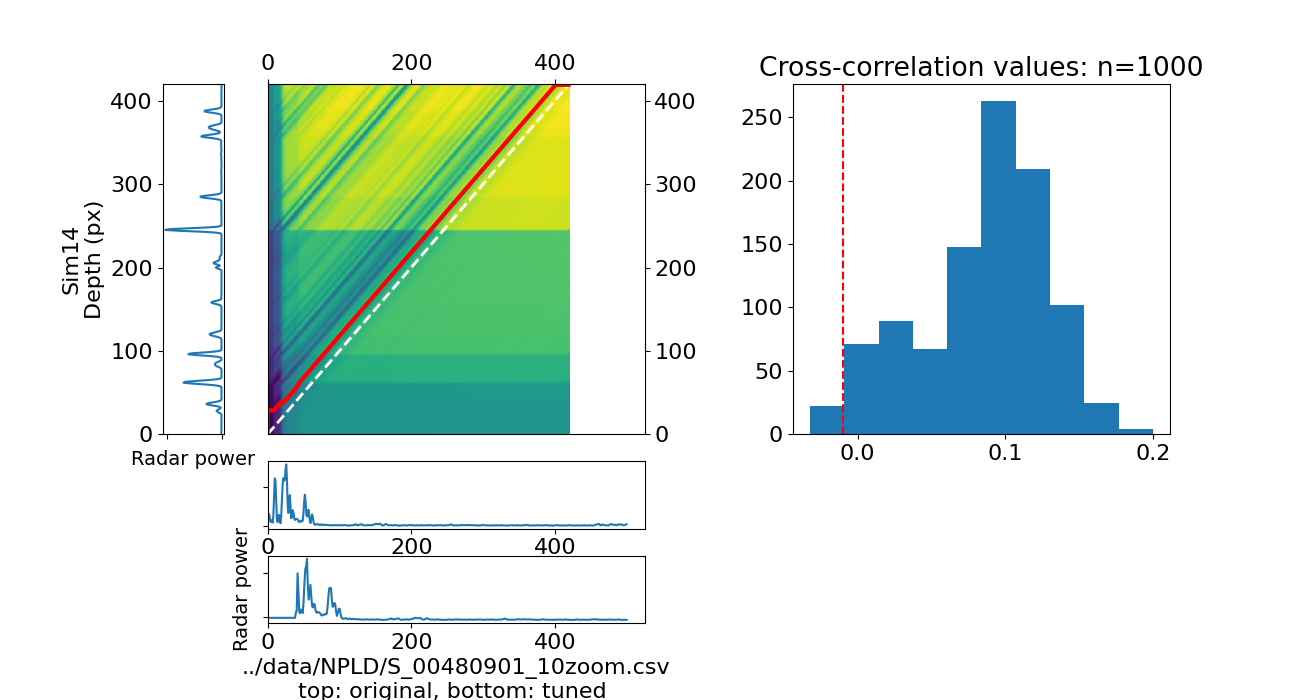 0 200 400
Cross-correlation values: n=1000
400
300
200
100
0
Sim14
Depth (px)
400
300
200
100
0
250
200
150
100
50
0
0.0 0.1 0.2
Radar power
0 200 400
Radar power
0 200 400
../data/NPLD/S_00480901_10zoom.csv
top: original, bottom: tuned